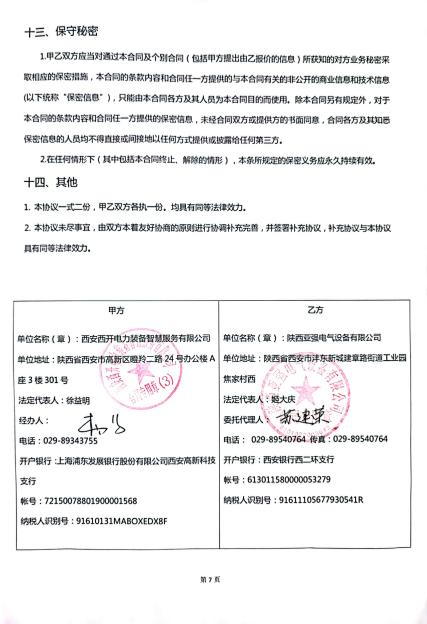 十三、保守秘密
1.甲乙双方应当对通过本合同及个别合同（包括甲方提出由乙报价的信息）所获知的对方业务秘密采
取相应的保密措施，本合同的条款内容和合同任一方提供的与本合同有关的非公开的商业信息和技术信息
(以下统称“保密信息”)，只能由本合同各方及其人员为本合同目的而使用。除本合同另有规定外，对于
本合同的条款内容和合同任一方提供的保密信息，未经合同双方或提供方的书面同意，合同各方及其知悉
保密信息的人员均不得直接或间接地以任何方式提供或披露给任何第三方。
2.在任何情形下（其中包括本合同终止、解除的情形），本条所规定的保密义务应永久持续有效。
十四、其他
1. 本协议一式二份，甲乙双方各执一份。均具有同等法律效力。
2. 本协议未尽事宜，由双方本着友好协商的原则进行协调补充完善，并签署补充协议，补充协议与本协议
具有同等法律效力。
甲方
单位名称（章）：西安西开电力装备智慧服务有限公司
单位地址：陕西省西安市高新区唐羚二路 24 号办公楼 A
座 3 楼 301 号
法定代表人：徐益明
经办人：
电话：029-89343755
开户银行：上海浦东发展银行股份有限公司西安高新科技
支行
帐号：72150078801900001568
纳税人识别号：91610131MABOXEDX8F
乙方
单位名称（章）：陕西亚强电气设备有限公司
单位地址：陕西省西安市沣东新城建章路街道工业园
焦家村西
法定代表人：姬大庆
委托代理人：苏建荣
电话： 029-89540764 传真：029-89540764
开户银行：西安银行西二环支行
帐号：613011580000053279
纳税人识别号：91611105677930541R
第 7 页